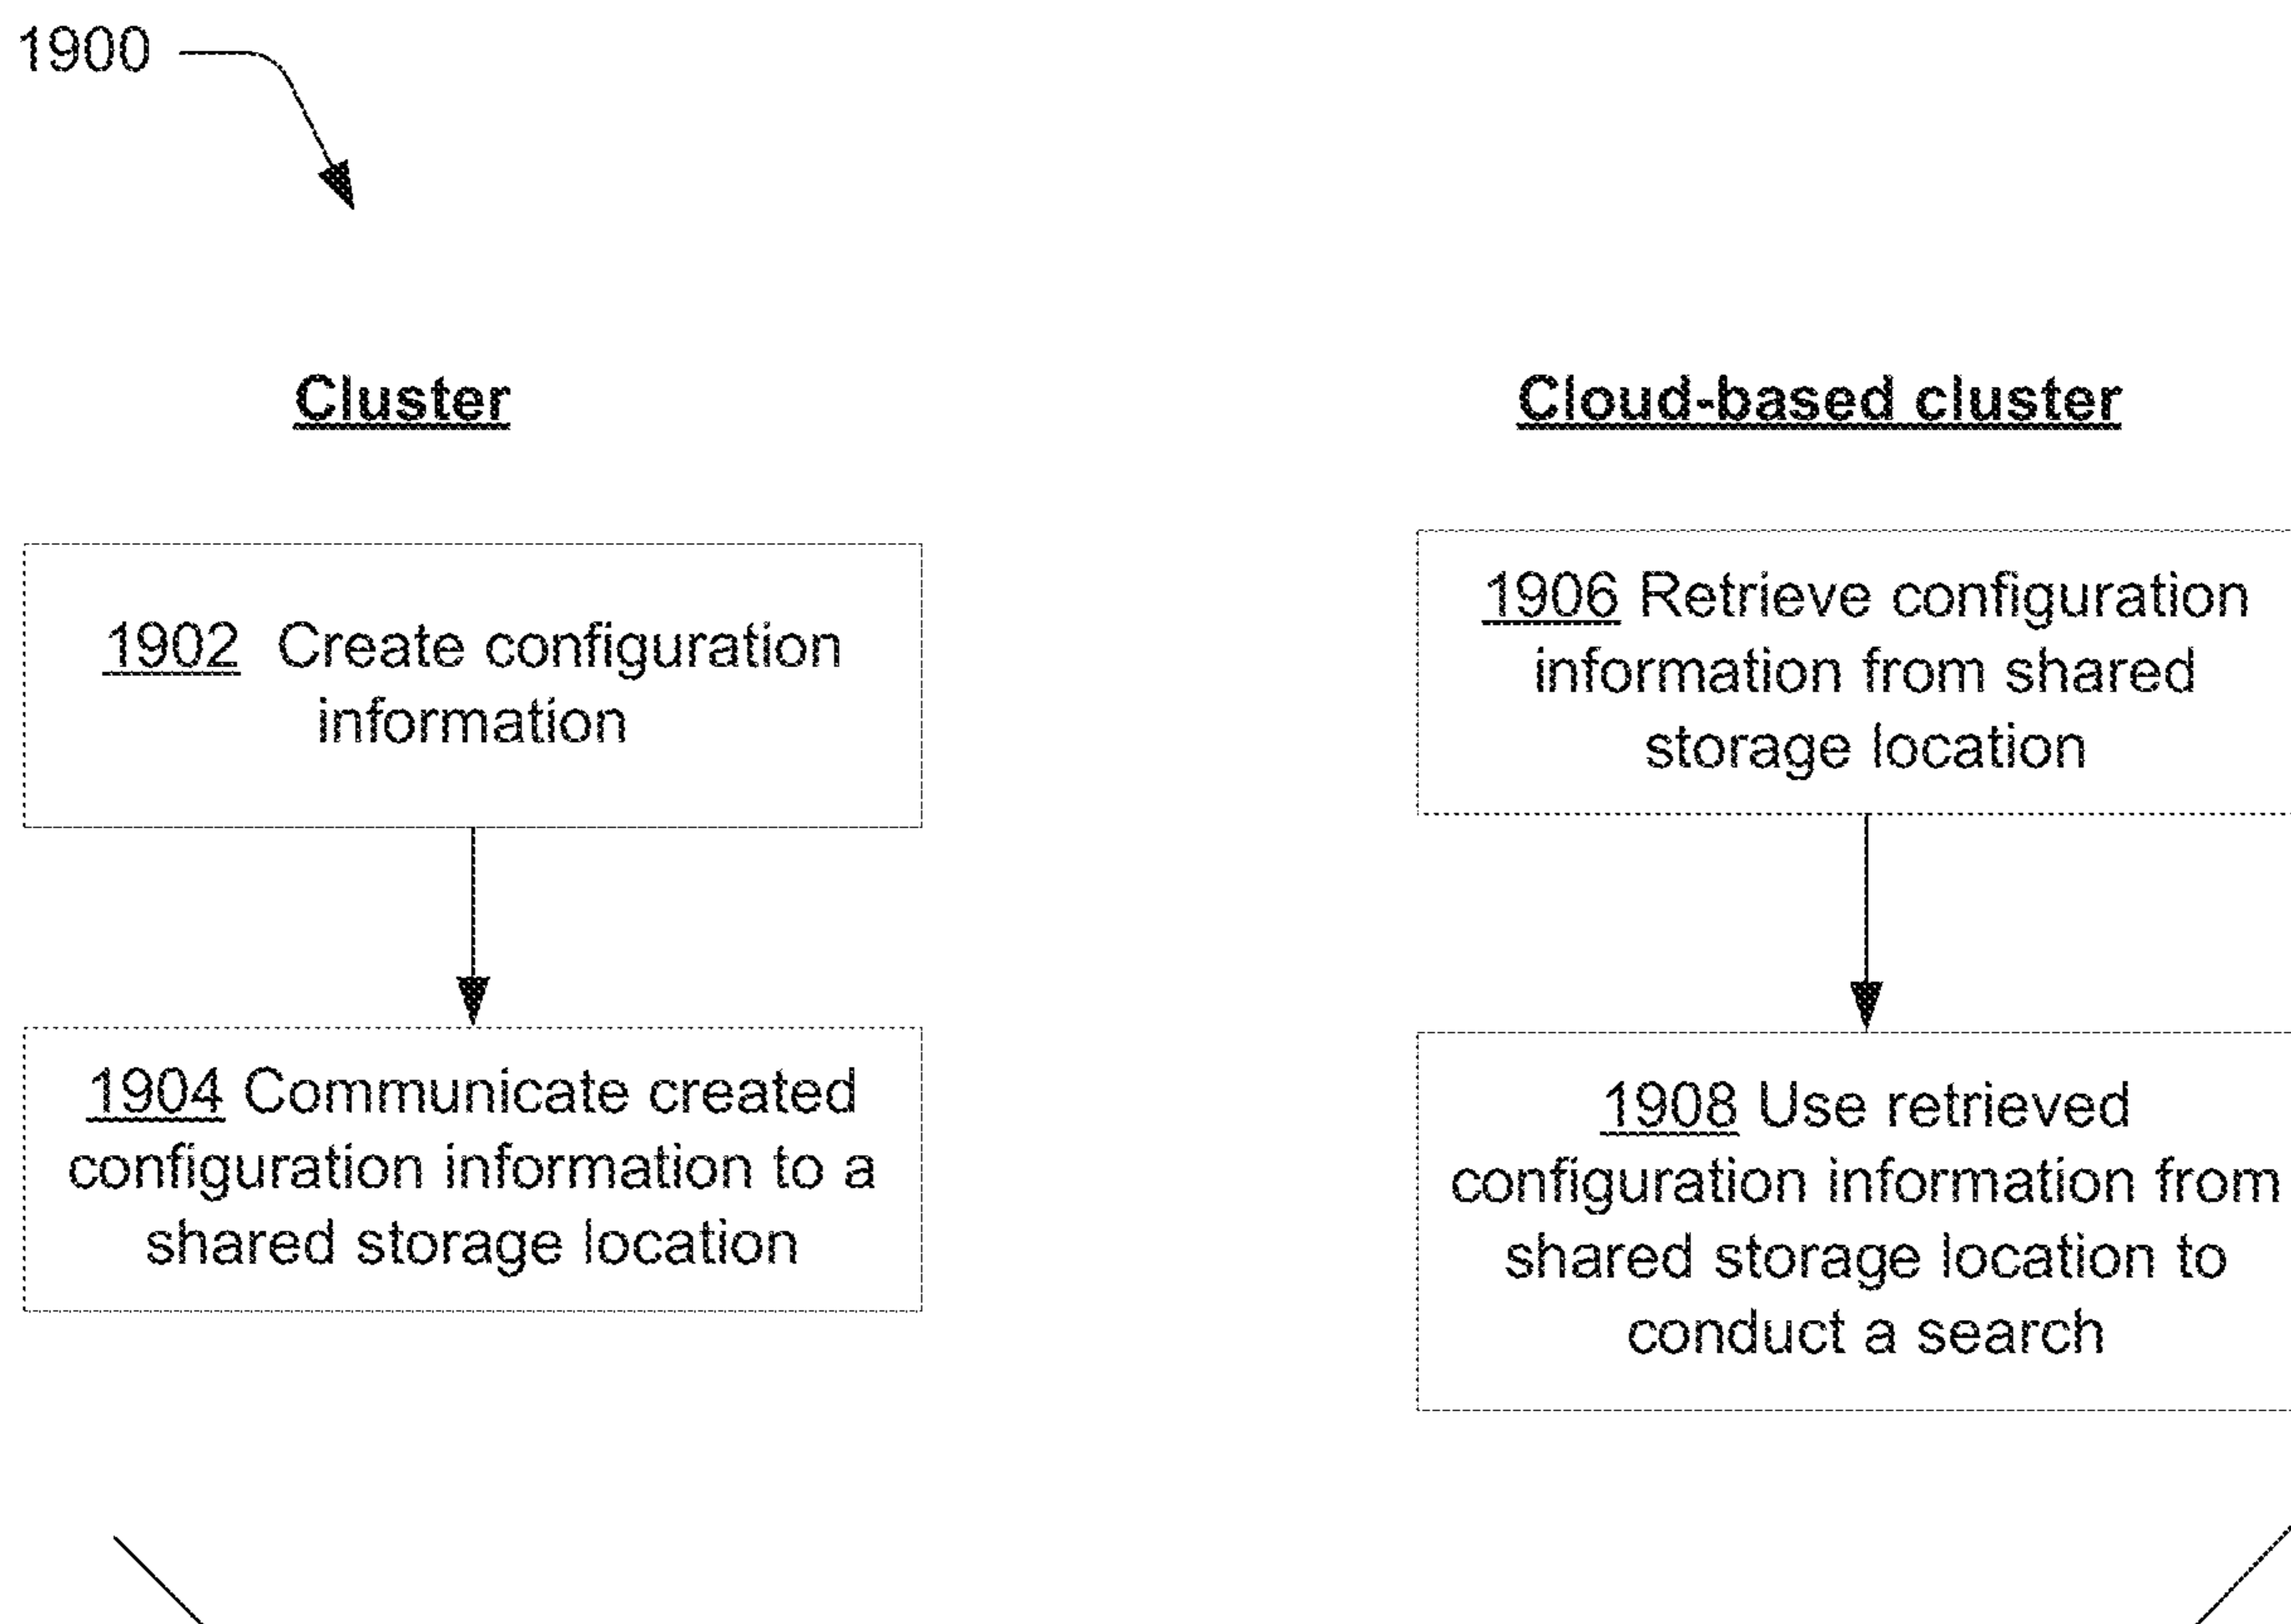 1900
Cluster
1902 Create configuration
information
1904 Communicate created
configuration information to a
shared storage location
Cloud-based cluster
1906 Retrieve configuration
information from shared
storage location
1908 Use retrieved
configuration information from
shared storage location to
conduct a search